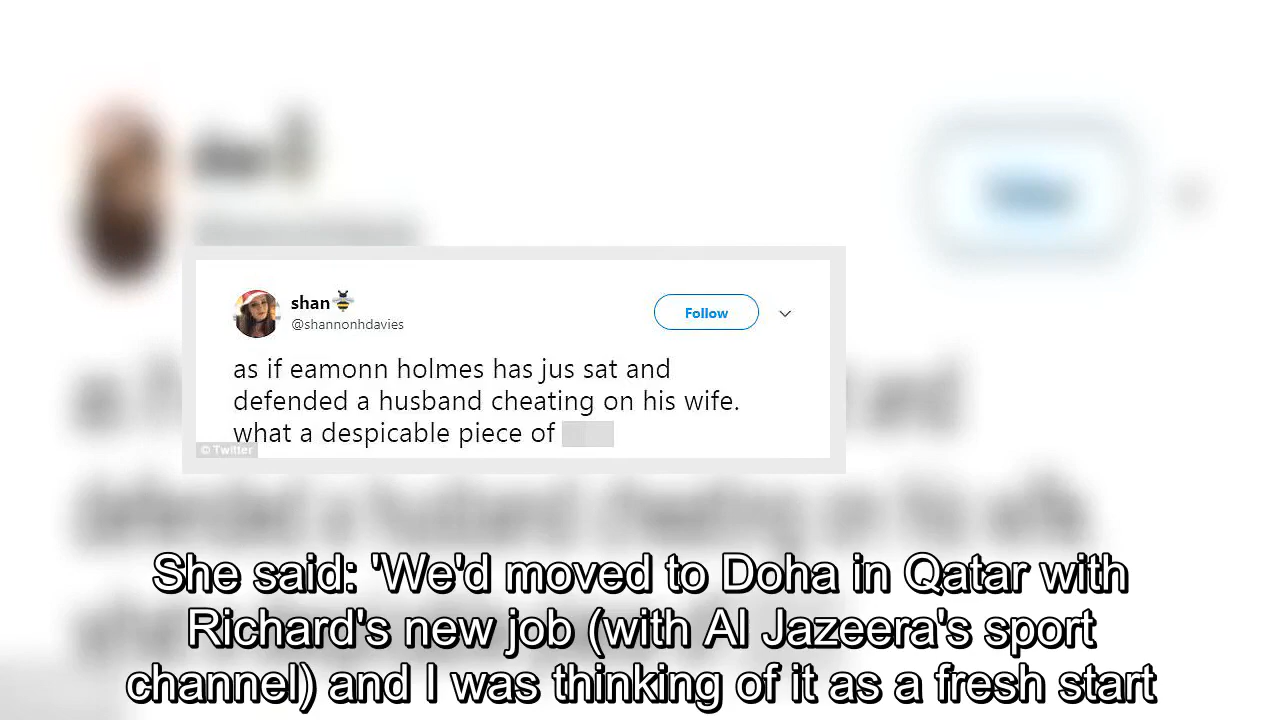 shan
@shannonhdavies
Follow
as if eamonn holmes has jus sat and
defended a husband cheating on his wife.
what a despicable piece of
© Twitter
She said: 'We'd moved to Doha in Qatar with
Richard's new job (with Al Jazeera's sport
channel) and I was thinking of it as a fresh start